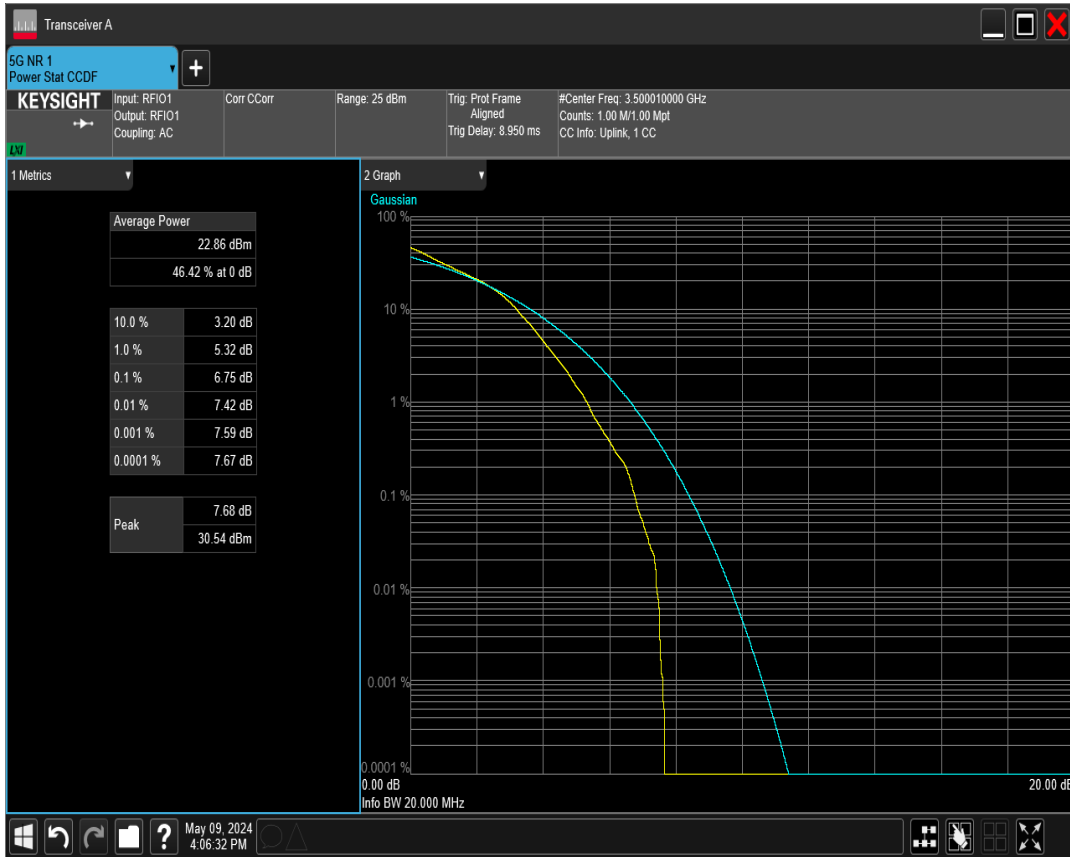 Transceiver A
5G NR 1
Power Stat CCDF
+
KEYSIGHT
LXI
Input: RFIO1
Output: RFIO1
Coupling: AC
Corr CCorr
Range: 25 dBm
Trig: Prot Frame
Aligned
Trig Delay: 8.950 ms
#Center Freq: 3.500010000 GHz
Counts: 1.00 M/1.00 Mpt
CC Info: Uplink, 1 CC
1 Metrics
Average Power
22.86 dBm
46.42 % at 0 dB
10.0 % 3.20 dB
1.0 % 5.32 dB
0.1 % 6.75 dB
0.01 % 7.42 dB
0.001 % 7.59 dB
0.0001 % 7.67 dB
Peak
7.68 dB
30.54 dBm
2 Graph
Gaussian
100 %
10 %
1 %
0.1 %
0.01 %
0.001 %
0.0001 %
0.00 dB 20.00 dB
Info BW 20.000 MHz
?
May 09, 2024
4:06:32 PM